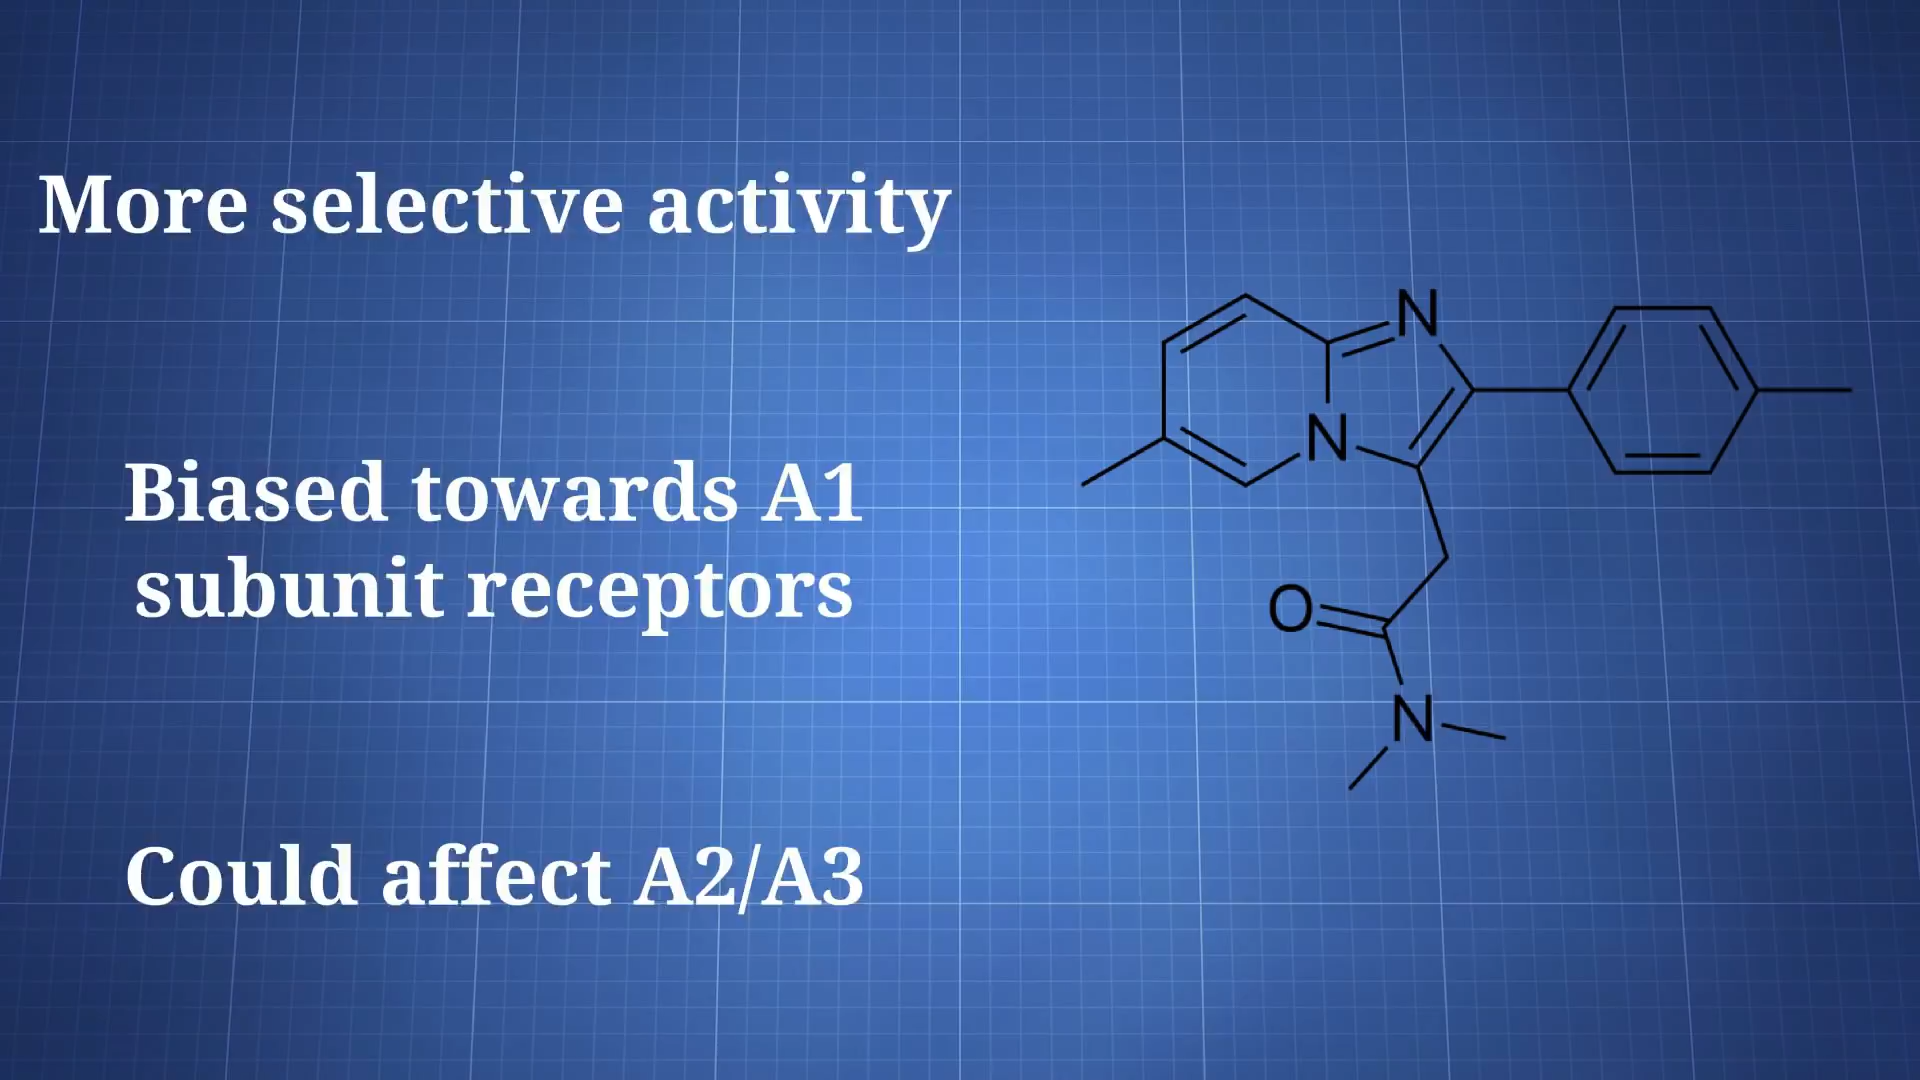 More selective activity
Biased towards A1
subunit receptors
Could affect A2/A3
N
N
O
N